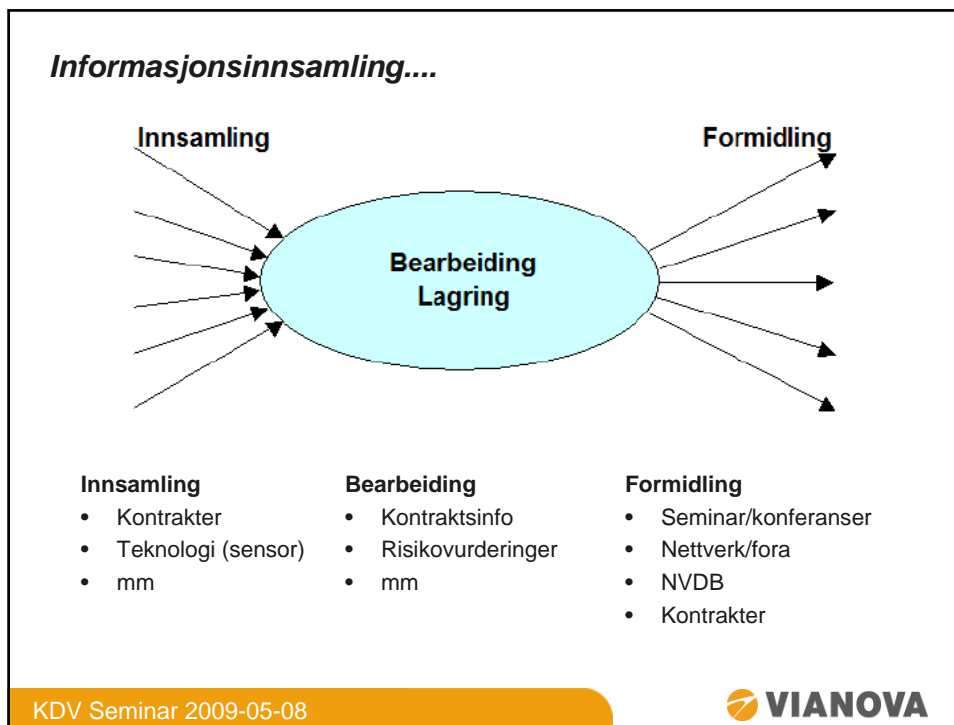 Informasjonsinnsamling....
Innsamling
Formidling
Bearbeiding
Lagring
Innsamling
• Kontrakter
• Teknologi (sensor)
• mm
Bearbeiding
• Kontraktsinfo
• Risikovurderinger
• mm
Formidling
• Seminar/konferanser
• Nettverk/fora
• NVDB
• Kontrakter
KDV Seminar 2009-05-08
VIANOVA